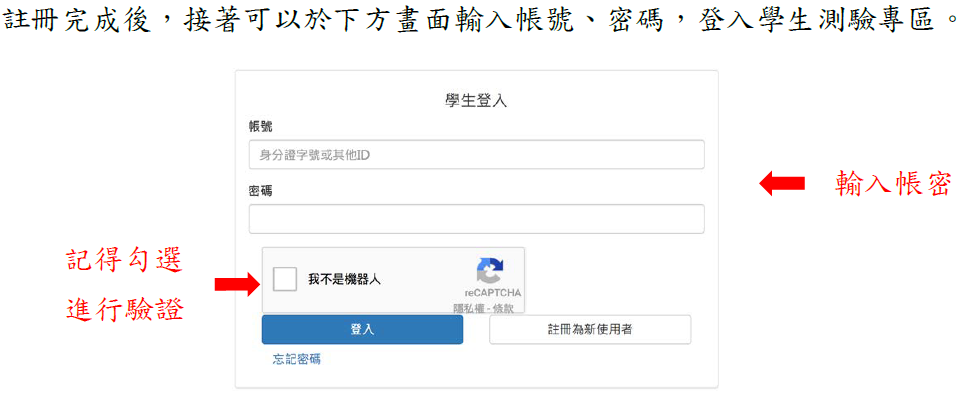 註冊完成後，接著可以於下方畫面輸入帳號、密碼，登入學生測驗專區。
學生登入
帳號
身分證字號或其他ID
輸入帳密
密碼
記得勾選
進行驗證
我不是機器人
reCAPTCHA
隱私權 - 條款
登入
註冊為新使用者
忘記密碼